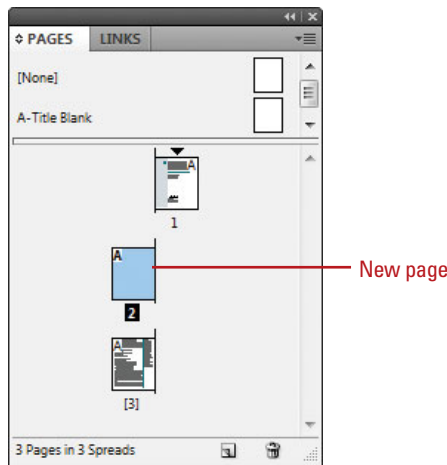 PAGES LINKS
[None]
A-Title Blank
A
1
A
2
New page
A
[3]
3 Pages in 3 Spreads